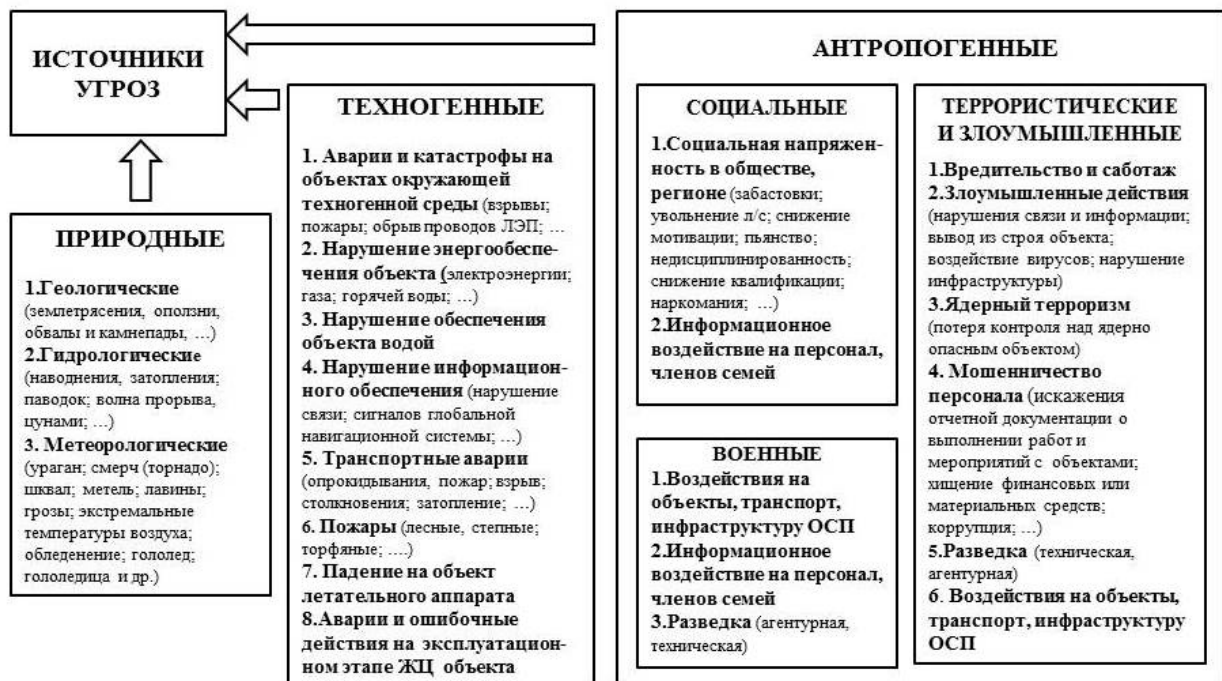 ИСТОЧНИКИ
УГРОЗ
ПРИРОДНЫЕ
1.Геологические
(землетрясения, оползни,
обвалы и камнепады, …)
2.Гидрологические
(наводнения, затопления;
паводок; волна прорыва,
цунами; …)
3. Метеорологические
(ураган; смерч (торнадо);
шквал; метель; лавины;
грозы; экстремальные
температуры воздуха;
обледенение; гололед;
гололедица и др.)
ТЕХНОГЕННЫЕ
1. Аварии и катастрофы на
объектах окружающей
техногенной среды (взрывы;
пожары; обрыв проводов ЛЭП; …
2. Нарушение энергообеспе-
чения объекта (электроэнергии;
газа; горячей воды; …)
3. Нарушение обеспечения
объекта водой
4. Нарушение информацион-
ного обеспечения (нарушение
связи; сигналов глобальной
навигационной системы; …)
5. Транспортные аварии
(опрокидывания, пожар; взрыв;
столкновения; затопление; …)
6. Пожары (лесные, степные;
торфяные; ….)
7. Падение на объект
летательного аппарата
8.Аварии и ошибочные
действия на эксплуатацион-
ном этапе ЖЦ объекта
АНТРОПОГЕННЫЕ
СОЦИАЛЬНЫЕ
1.Социальная напряжен-
ность в обществе,
регионе (забастовки;
увольнение л/с; снижение
мотивации; пьянство;
недисциплинированность;
снижение квалификации;
наркомания; …)
2.Информационное
воздействие на персонал,
членов семей
ВОЕННЫЕ
1.Воздействия на
объекты, транспорт,
инфраструктуру ОСП
2.Информационное
воздействие на персонал,
членов семей
3.Разведка (агентурная,
техническая)
ТЕРРОРИСТИЧЕСКИЕ
И ЗЛОУМЫШЛЕННЫЕ
1.Вредительство и саботаж
2.Злоумышленные действия
(нарушения связи и информации;
вывод из строя объекта;
воздействие вирусов; нарушение
инфраструктуры)
3.Ядерный терроризм
(потеря контроля над ядерно
опасным объектом)
4. Мошенничество
персонала (искажения
отчетной документации о
выполнении работ и
мероприятий с объектами;
хищение финансовых или
материальных средств;
коррупция; …)
5.Разведка (техническая,
агентурная)
6. Воздействия на объекты,
транспорт, инфраструктуру
ОСП